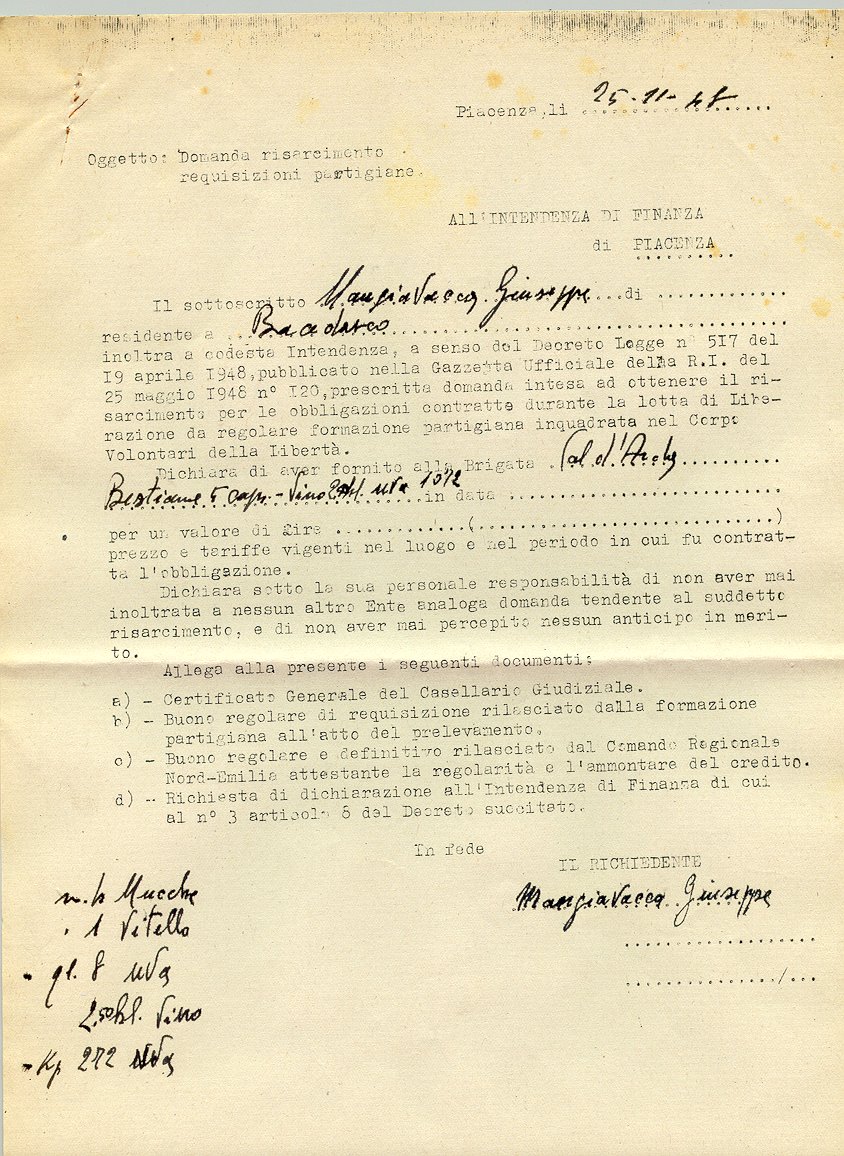 Piacenza,li 25-11-48
Oggetto: Domanda risarcimento
requisizioni partigiane.
All'INTENDENZA DI FINANZA
di PIACENZA
Il sottoscritto Mangiavacca Giuseppe di
residente a
inoltra a codesta Intendenza, a senso del Decreto Legge n° 517 del
19 aprile 1948,pubblicato nella Gazzetta Ufficiale della R.I. del
25 maggio 1948 n° 120,prescritta domanda intesa ad ottenere il ri-
sarcimento per le obbligazioni contratte durante la lotta di Libe-
razione da regolare formazione partigiana inquadrata nel Corpo
Volontari della Libertà.
Dichiara di aver fornito alla Brigata Val d'Arda
Bestiame 5 capi - Vino uva in data
per un valore di Lire (...)
prezzo e tariffe vigenti nel luogo e nel periodo in cui fu contrat-
ta l'obbligazione.
Dichiara sotto la sua personale responsabilità di non aver mai
inoltrata a nessun altro Ente analoga domanda tendente al suddetto
risarcimento, e di non aver mai percepito nessun anticipo in meri-
to.
Allega alla presente i seguenti documenti:
a) - Certificato Generale del Casellario Giudiziale.
b) - Buono regolare di requisizione rilasciato dalla formazione
partigiana all'atto del prelevamento.
c) - Buono regolare e definitivo rilasciato dal Comando Regionale
Nord-Emilia attestante la regolarità e l'ammontare del credito.
d) - Richiesta di dichiarazione all'Intendenza di Finanza di cui
al n° 3 articolo 8 del Decreto succitato.
In fede
IL RICHIEDENTE
Mangiavacca Giuseppe
n. 4 Mucche
" 1 Vitello
- ql. 8 uva
2,50 hl. Vino
- Kg 272 uva